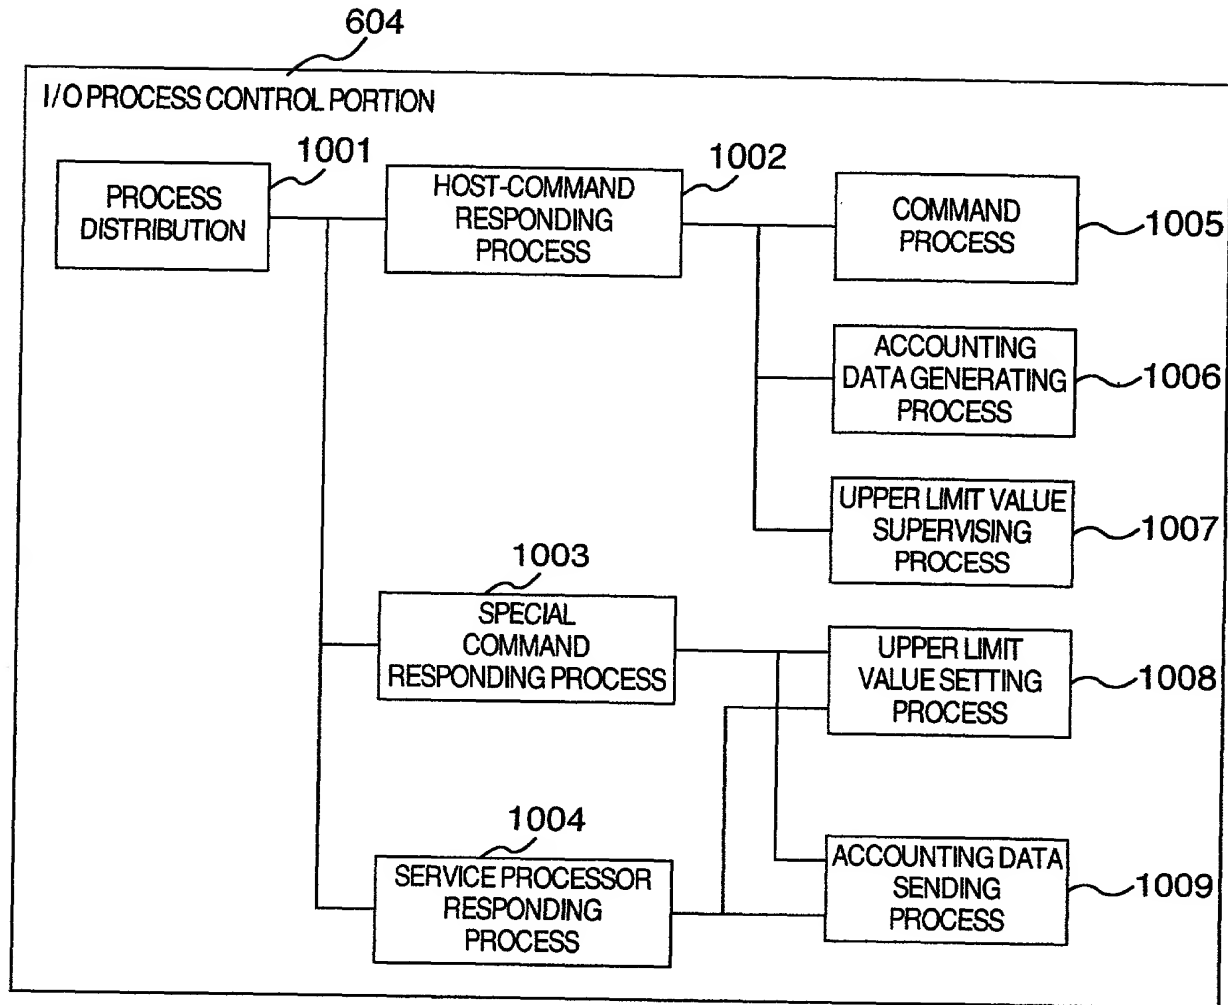 604
I/O PROCESS CONTROL PORTION
1001
PROCESS
DISTRIBUTION
HOST-COMMAND
RESPONDING
PROCESS
1002
COMMAND
PROCESS
1005
ACCOUNTING
DATA GENERATING
PROCESS
1006
UPPER LIMIT VALUE
SUPERVISING
PROCESS
1007
1003
SPECIAL
COMMAND
RESPONDING PROCESS
UPPER LIMIT
VALUE SETTING
PROCESS
1008
1004
SERVICE PROCESSOR
RESPONDING
PROCESS
ACCOUNTING DATA
SENDING
PROCESS
1009